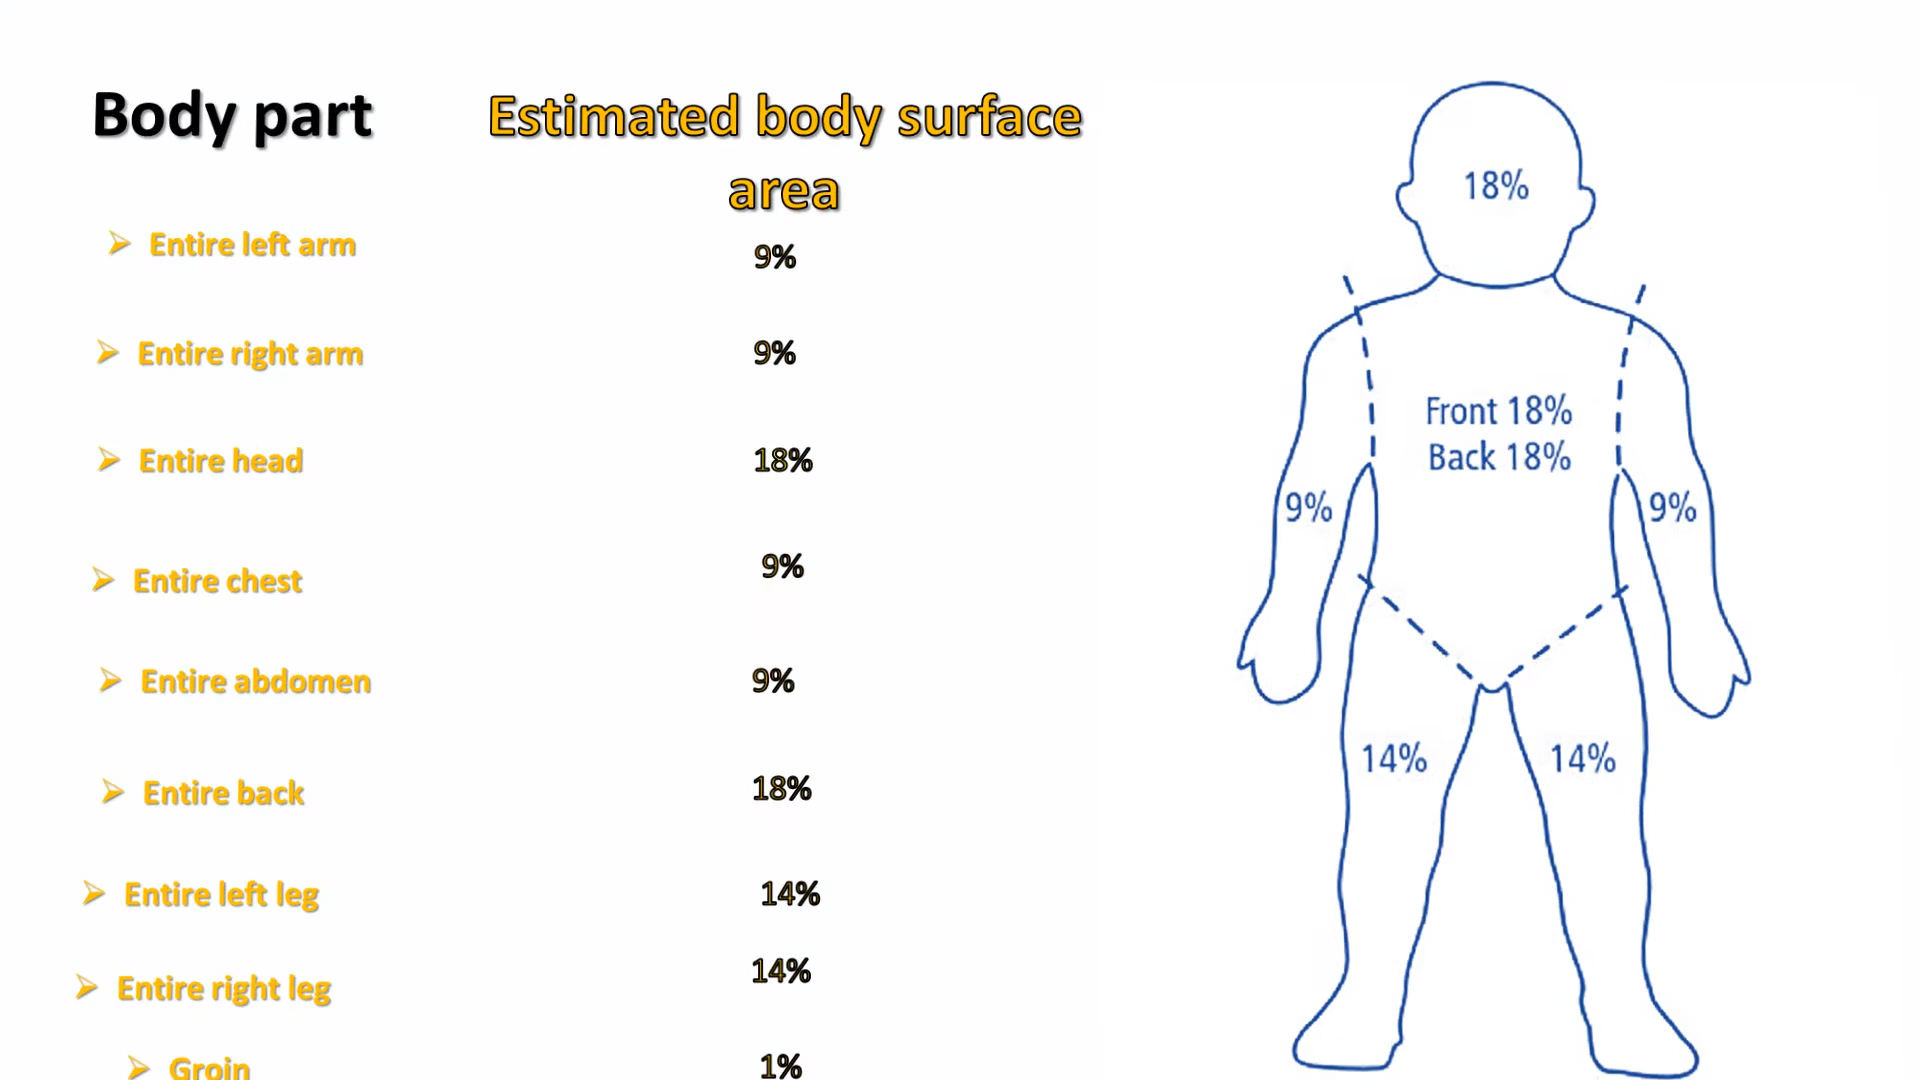 Body part
Estimated body surface
area
Entire left arm
9%
Entire right arm
9%
Entire head
18%
Entire chest
9%
Entire abdomen
9%
Entire back
18%
Entire left leg
14%
Entire right leg
14%
Groin
1%
18%
Front 18%
Back 18%
9%
9%
14%
14%